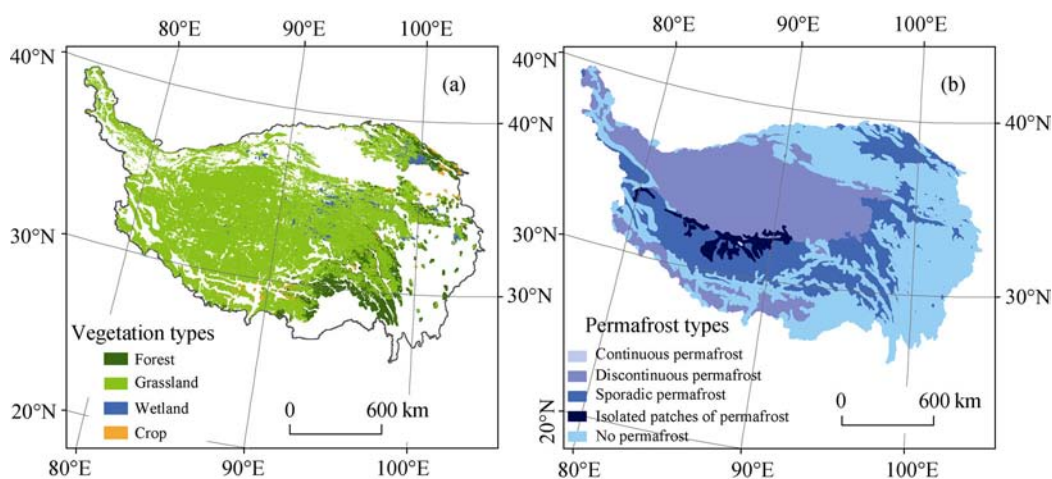 80°E 90°E 100°E
40°N
(a)
40°N
30°N
30°N
Vegetation types
Forest
Grassland
Wetland
Crop
0 600 km
20°N
80°E 90°E 100°E
80°E 90°E 100°E
40°N
(b)
40°N
30°N
30°N
Permafrost types
Continuous permafrost
Discontinuous permafrost
Sporadic permafrost
Isolated patches of permafrost
No permafrost
0 600 km
20°N
80°E 90°E 100°E